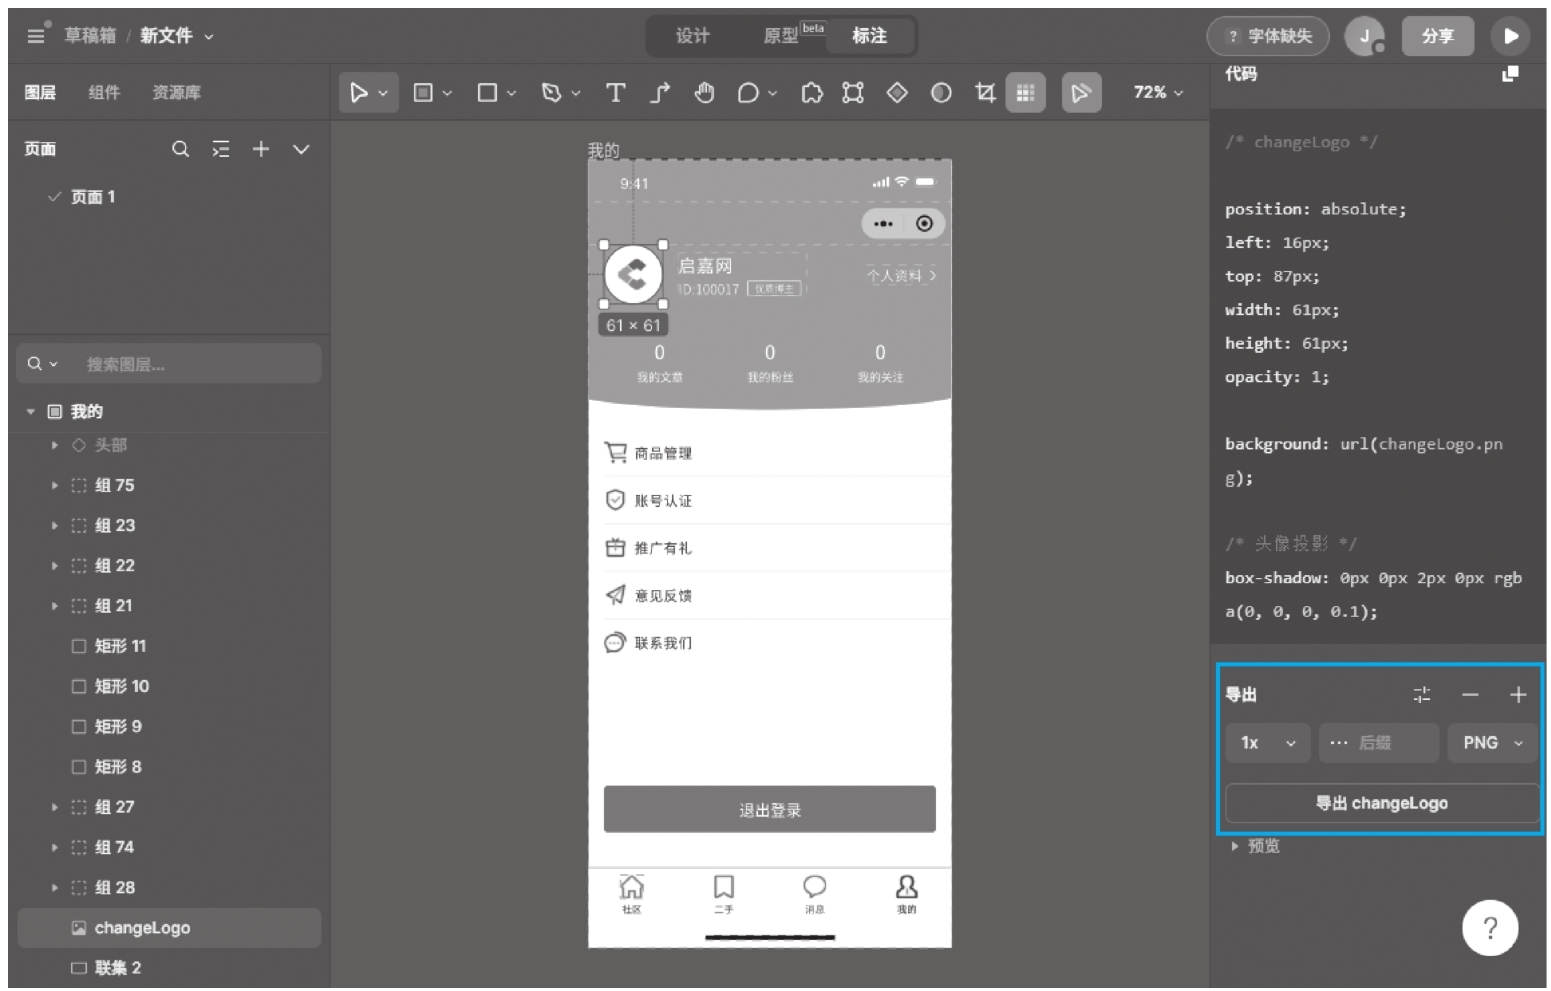 草稿箱 / 新文件
设计 原型 beta 标注
? 字体缺失 J 分享
图层 组件 资源库
72%
页面
页面 1
搜索图层...
我的
头部
组 75
组 23
组 22
组 21
矩形 11
矩形 10
矩形 9
矩形 8
组 27
组 74
组 28
changeLogo
联集 2
我的
9:41
启嘉网
ID:100017 优质博主
个人资料
61 × 61
0 0 0
我的文章 我的粉丝 我的关注
商品管理
账号认证
推广有礼
意见反馈
联系我们
退出登录
社区 二手 消息 我的
代码
/* changeLogo */
position: absolute;
left: 16px;
top: 87px;
width: 61px;
height: 61px;
opacity: 1;
background: url(changeLogo.pn
g);
/* 头像投影 */
box-shadow: 0px 0px 2px 0px rgb
a(0, 0, 0, 0.1);
导出
1x ··· 后缀 PNG
导出 changeLogo
预览
?